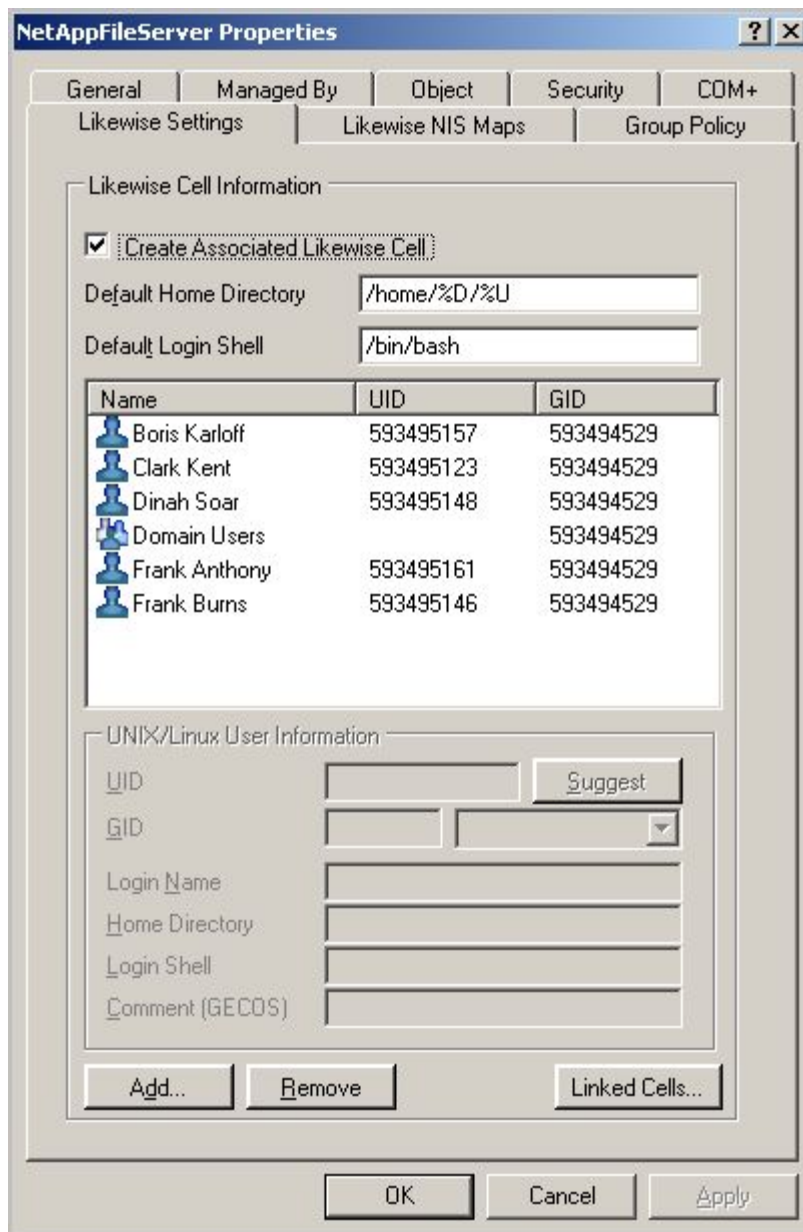 NetAppFileServer Properties
General Managed By Object Security COM+
Likewise Settings Likewise NIS Maps Group Policy
Likewise Cell Information
Create Associated Likewise Cell
Default Home Directory /home/%D/%U
Default Login Shell /bin/bash
Name UID GID
Boris Karloff 593495157 593494529
Clark Kent 593495123 593494529
Dinah Soar 593495148 593494529
Domain Users 593494529
Frank Anthony 593495161 593494529
Frank Burns 593495146 593494529
UNIX/Linux User Information
UID Suggest
GID
Login Name
Home Directory
Login Shell
Comment (GECOS)
Add... Remove Linked Cells...
OK Cancel Apply